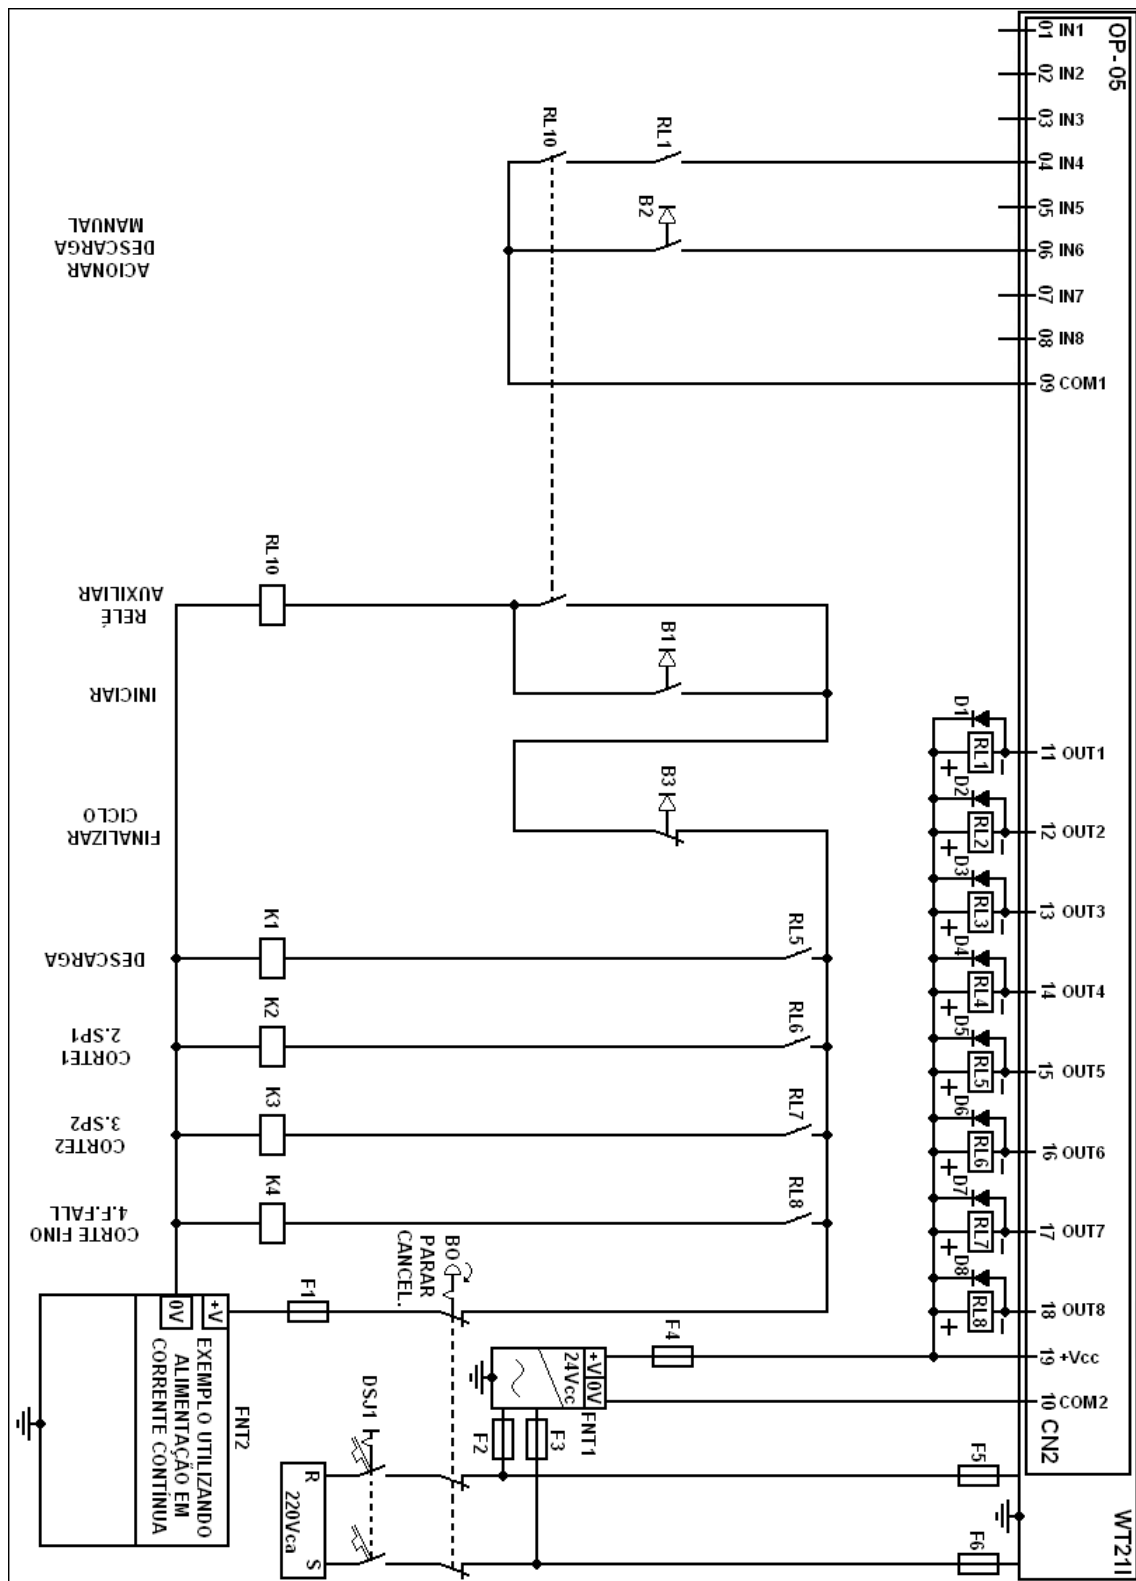 OP-05
01 IN1
02 IN2
03 IN3
04 IN4
05 IN5
06 IN6
07 IN7
08 IN8
09 COM1
RL10
RL1
B2
ACIONAR
DESCARGA
MANUAL
RL10
RELÉ
AUXILIAR
B1
INICIAR
B3
FINALIZAR
CICLO
D1
RL1
+
-
11 OUT1
D2
RL2
+
-
12 OUT2
D3
RL3
+
-
13 OUT3
D4
RL4
+
-
14 OUT4
D5
RL5
+
-
15 OUT5
D6
RL6
+
-
16 OUT6
D7
RL7
+
-
17 OUT7
D8
RL8
+
-
18 OUT8
19 +Vcc
10 COM2
CN2
WT21I
K1
RL5
DESCARGA
K2
RL6
CORTE1
2.SP1
K3
RL7
CORTE2
3.SP2
K4
RL8
CORTE FINO
4.F.FALL
BO
PARAR
CANCEL.
F1
F4
+V
0V
EXEMPLO UTILIZANDO
ALIMENTAÇÃO EM
CORRENTE CONTÍNUA
FNT2
+V 0V
24Vcc
FNT1
F2
F3
DSJ1
R
220Vca
S
F5
F6